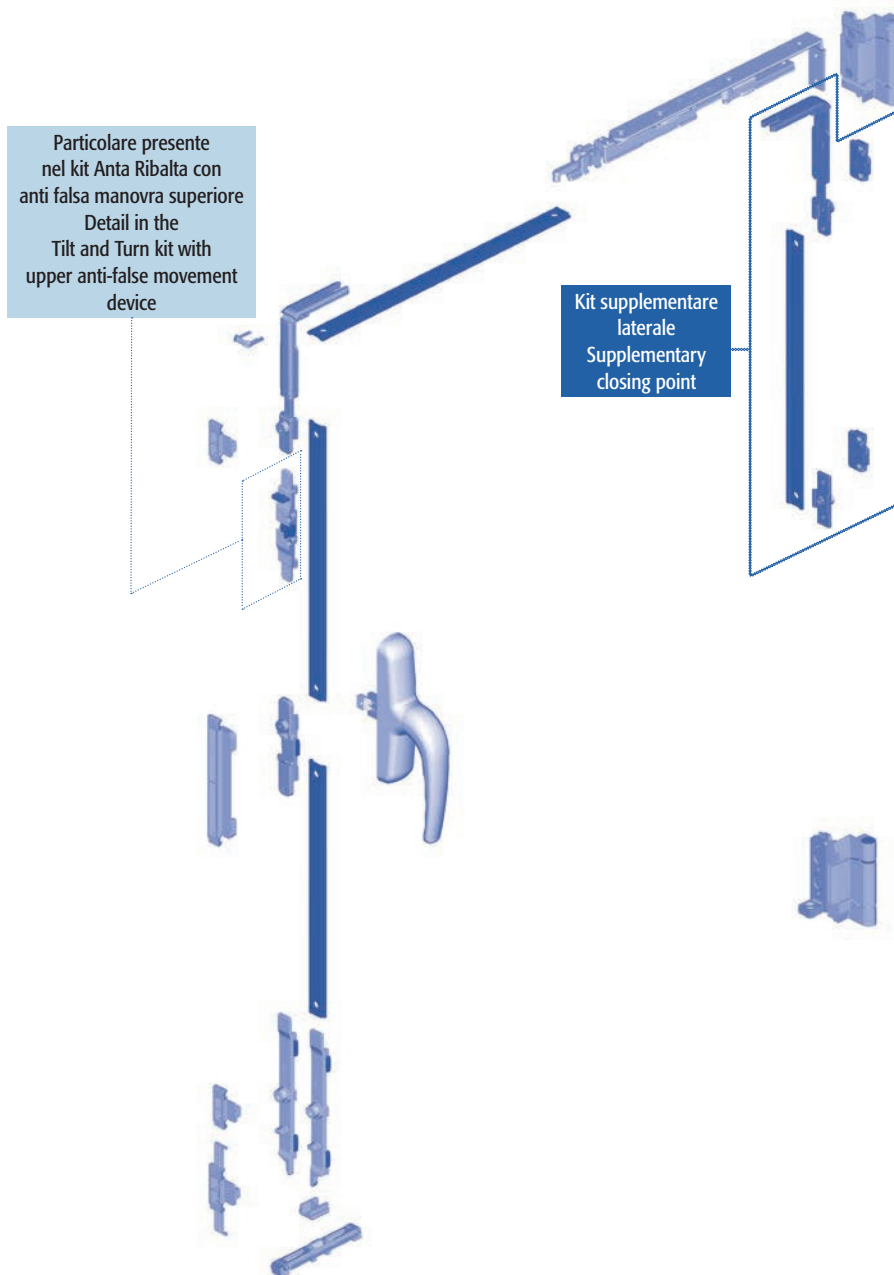 Particolare presente
nel kit Anta Ribalta con
anti falsa manovra superiore
Detail in the
Tilt and Turn kit with
upper anti-false movement
device
Kit supplementare
laterale
Supplementary
closing point